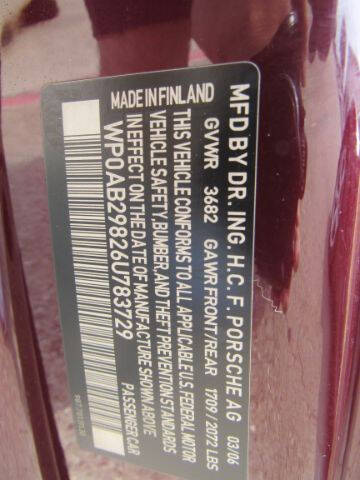 MFD BY DR. ING. H.C. F. PORSCHE AG 03/06
GVWR 3682 GAWR FRONT/REAR 1709 / 2072 LBS
MADE IN FINLAND
THIS VEHICLE CONFORMS TO ALL APPLICABLE U.S. FEDERAL MOTOR
VEHICLE SAFETY, BUMPER, AND THEFT PREVENTION STANDARDS
IN EFFECT ON THE DATE OF MANUFACTURE SHOWN ABOVE
WP0AB29826U783729 PASSENGER CAR